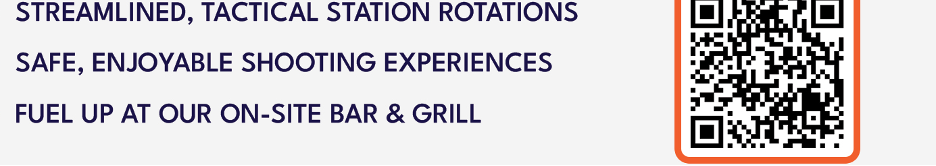 STREAMLINED, TACTICAL STATION ROTATIONS
SAFE, ENJOYABLE SHOOTING EXPERIENCES
FUEL UP AT OUR ON-SITE BAR & GRILL